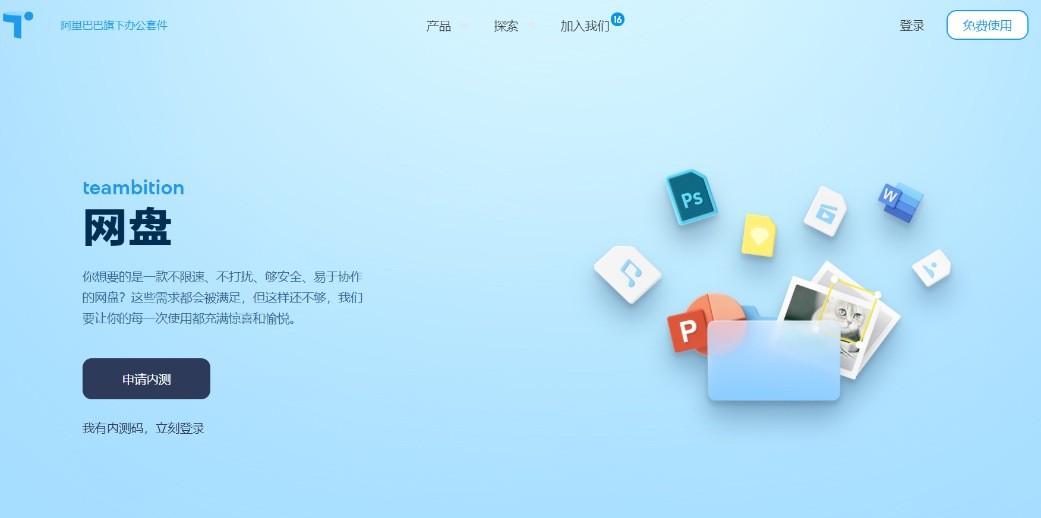 阿里巴巴旗下办公套件
产品
探索
加入我们
16
登录
免费使用
teambition
网盘
你想要的是一款不限速、不打扰、够安全、易于协作
的网盘？这些需求都会被满足，但这样还不够，我们
要让你的每一次使用都充满惊喜和愉悦。
申请内测
我有内测码，立刻登录
Ps
W
P